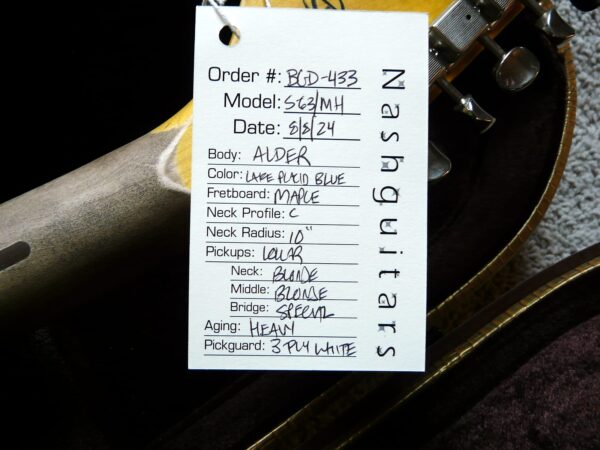 Order #: BGD-433
Model: S63/MH
Date: 8/8/24
Body: ALDER
Color: LAKE PLACID BLUE
Fretboard: MAPLE
Neck Profile: C
Neck Radius: 10"
Pickups: LOLLAR
Neck: BLONDE
Middle: BLONDE
Bridge: SPECIAL
Aging: HEAVY
Pickguard: 3 PLY WHITE
Nashguitars